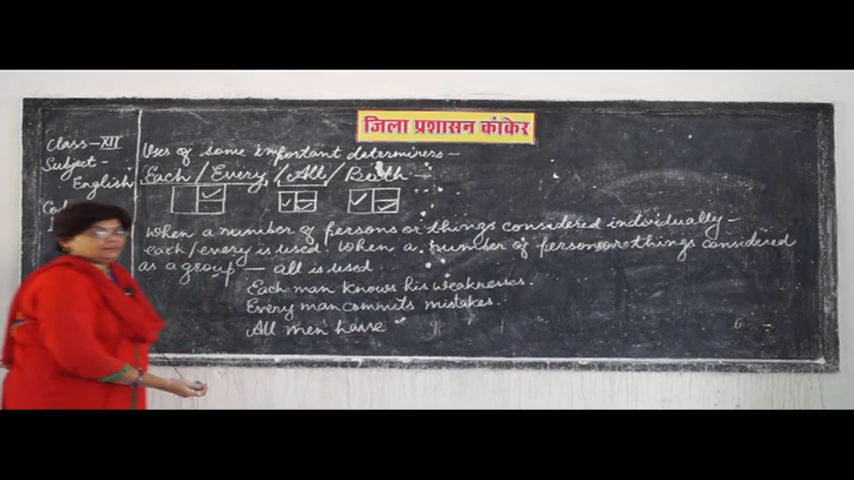 जिला प्रशासन कांकेर
Class-XII
Subject-
English
Uses of some important determiners-
Each/Every/All/Both-
When a number of persons or things considered individually-
each/every is used. When a number of person or things considered
as a group - all is used.
Each man knows his weaknesses.
Every man commits mistakes.
All men have